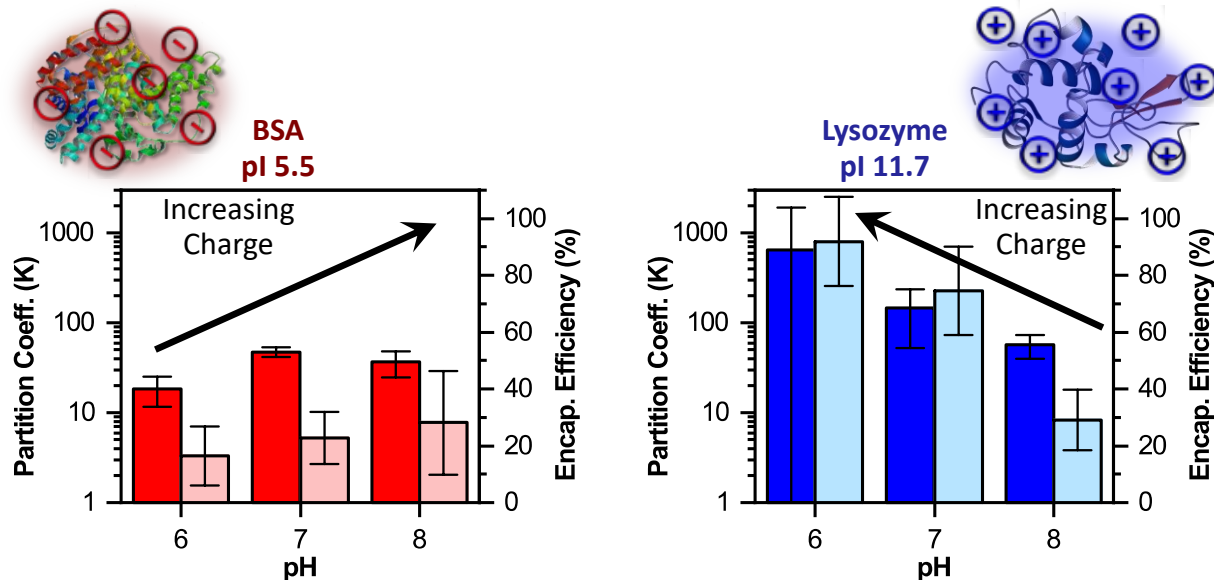 BSA
pI 5.5
Increasing
Charge
Partition Coeff. (K)
1000
100
10
1
Encap. Efficiency (%)
100
80
60
40
20
0
6
7
8
pH
Lysozyme
pI 11.7
Increasing
Charge
Partition Coeff. (K)
1000
100
10
1
Encap. Efficiency (%)
100
80
60
40
20
0
6
7
8
pH